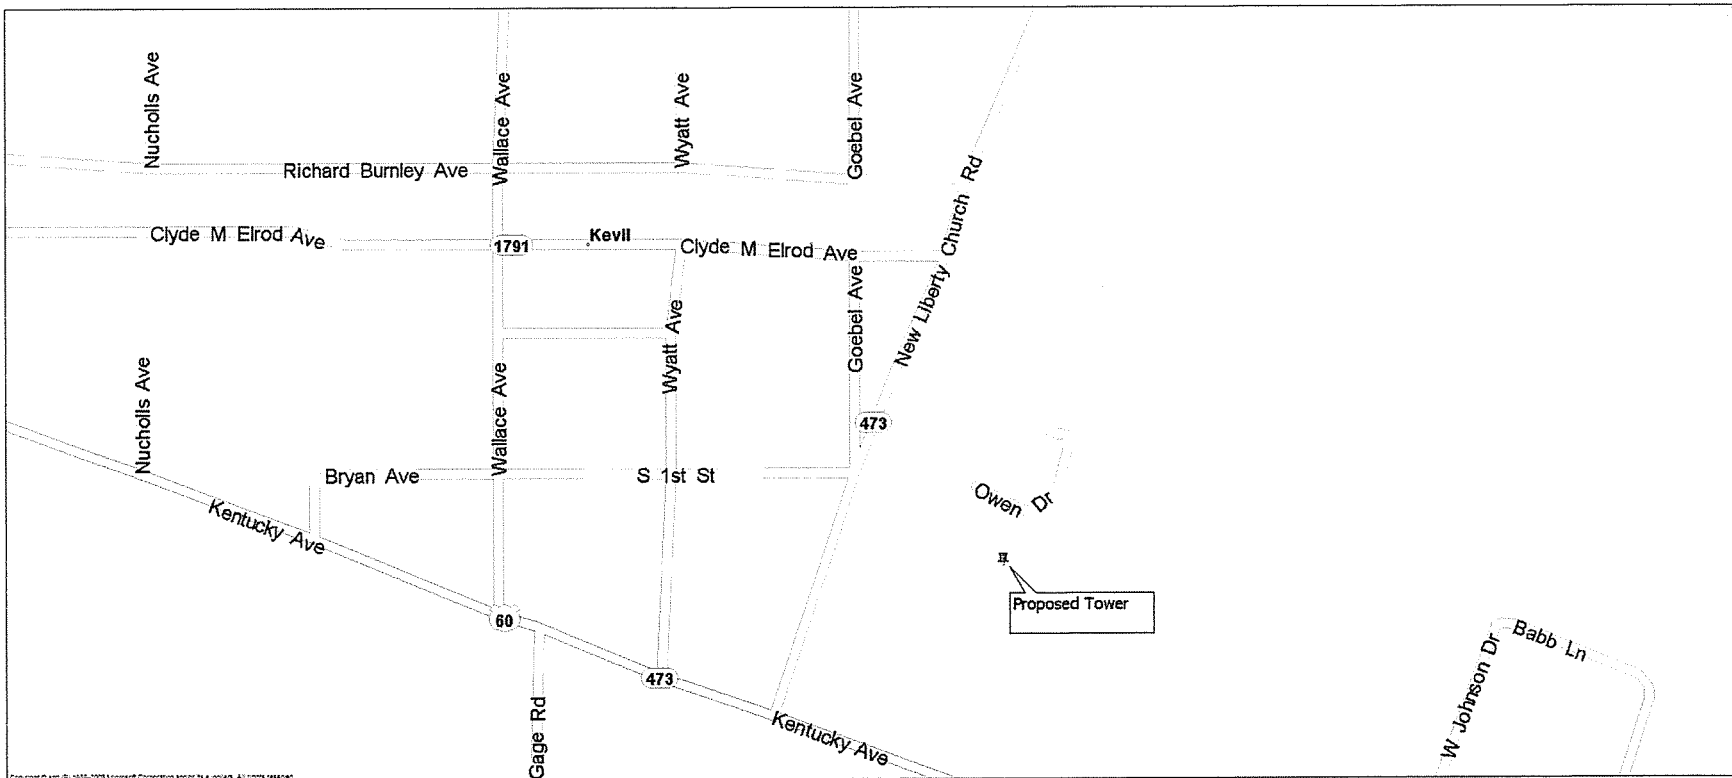 Nucholls Ave
Wallace Ave
Wyatt Ave
Goebel Ave
Richard Burnley Ave
New Liberty Church Rd
Clyde M Elrod Ave
1791
Kevil
Clyde M Elrod Ave
Goebel Ave
Wyatt Ave
Nucholls Ave
Wallace Ave
473
Bryan Ave
S 1st St
Owen Dr
Kentucky Ave
Proposed Tower
60
Babb Ln
W Johnson Dr
473
Gage Rd
Kentucky Ave